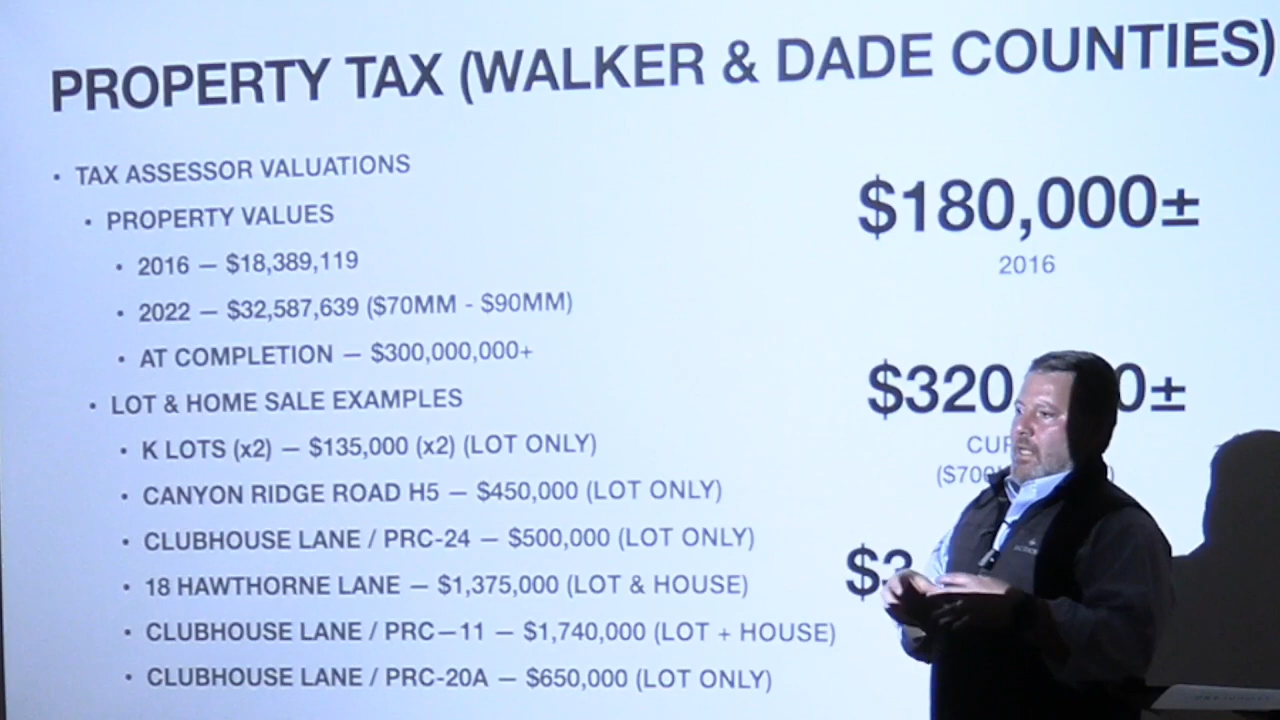 PROPERTY TAX (WALKER & DADE COUNTIES)
• TAX ASSESSOR VALUATIONS
• PROPERTY VALUES
• 2016 — $18,389,119
• 2022 — $32,587,639 ($70MM - $90MM)
• AT COMPLETION — $300,000,000+
• LOT & HOME SALE EXAMPLES
• K LOTS (x2) — $135,000 (x2) (LOT ONLY)
• CANYON RIDGE ROAD H5 — $450,000 (LOT ONLY)
• CLUBHOUSE LANE / PRC-24 — $500,000 (LOT ONLY)
• 18 HAWTHORNE LANE — $1,375,000 (LOT & HOUSE)
• CLUBHOUSE LANE / PRC—11 — $1,740,000 (LOT + HOUSE)
• CLUBHOUSE LANE / PRC-20A — $650,000 (LOT ONLY)
$180,000±
2016